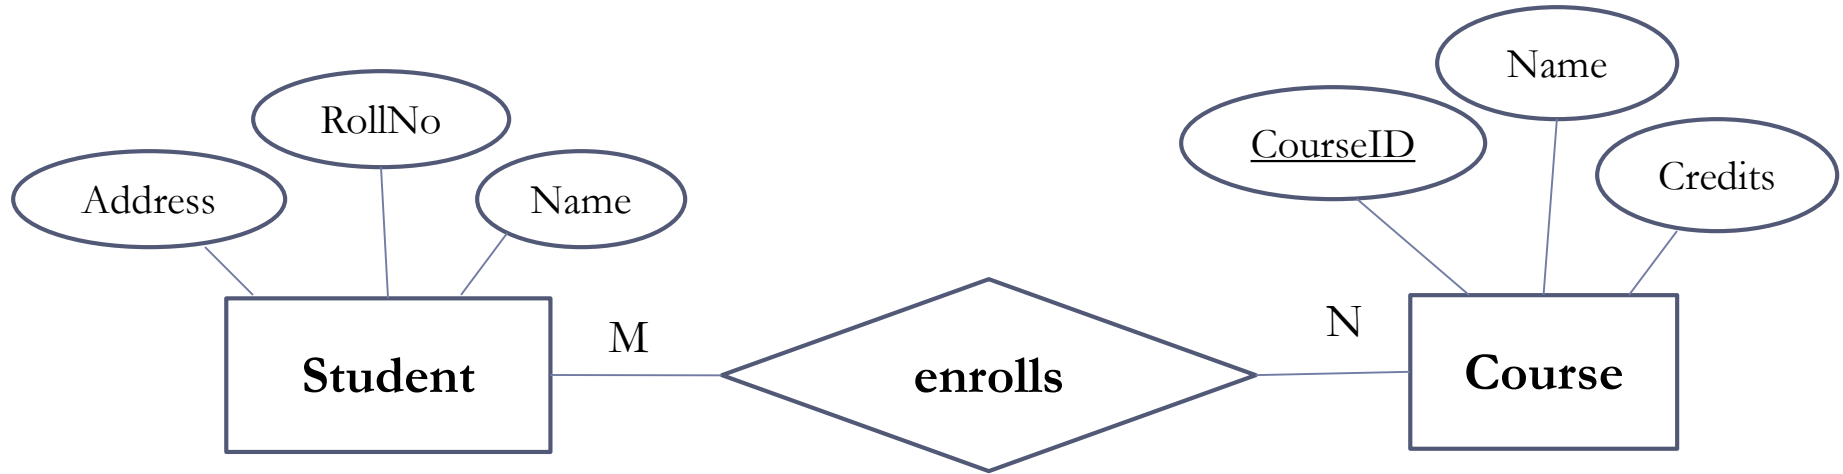 Name
RollNo
CourseID
Credits
Address
Name
M
N
Student
enrolls
Course